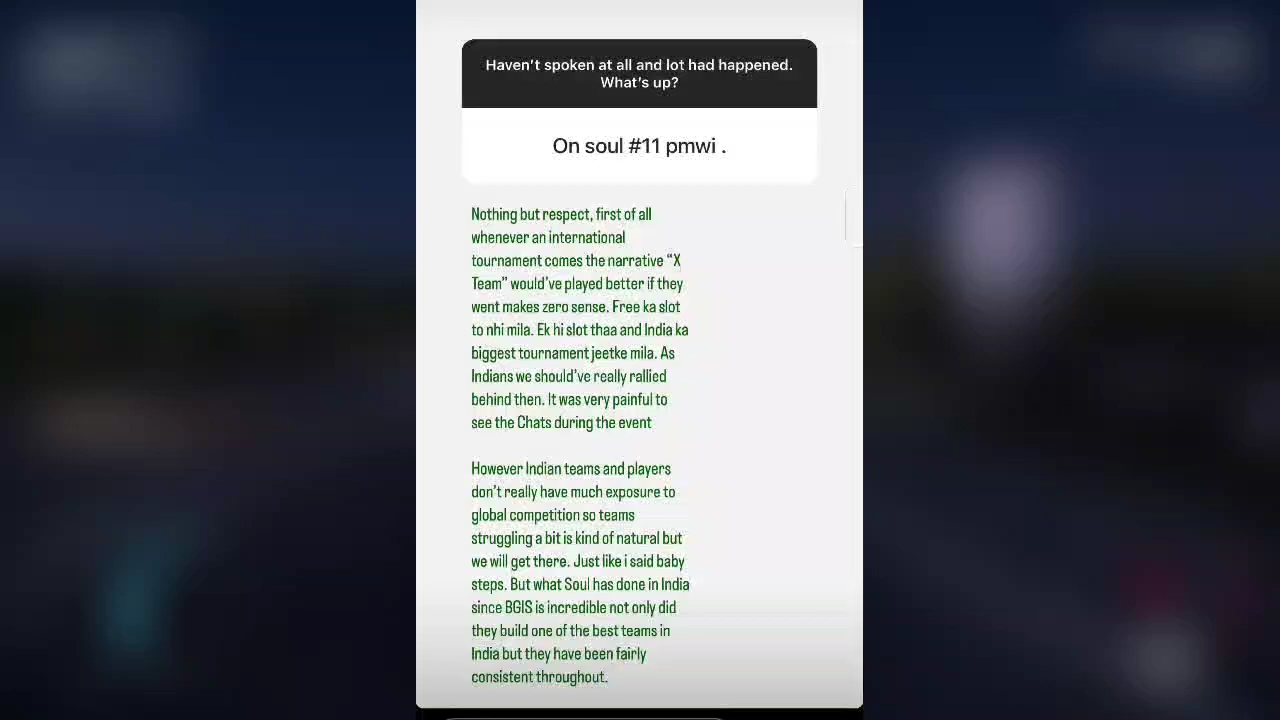 Haven't spoken at all and lot had happened.
What's up?
On soul #11 pmwi .
Nothing but respect, first of all
whenever an international
tournament comes the narrative “X
Team” would've played better if they
went makes zero sense. Free ka slot
to nhi mila. Ek hi slot thaa and India ka
biggest tournament jeetke mila. As
Indians we should've really rallied
behind then. It was very painful to
see the Chats during the event
However Indian teams and players
don't really have much exposure to
global competition so teams
struggling a bit is kind of natural but
we will get there. Just like i said baby
steps. But what Soul has done in India
since BGIS is incredible not only did
they build one of the best teams in
India but they have been fairly
consistent throughout.